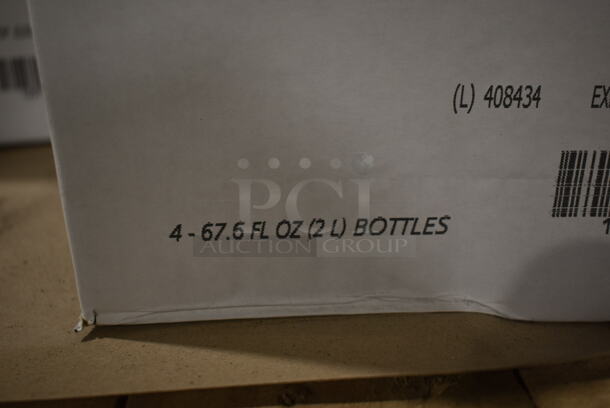 (L) 408434
PCI
AUCTION GROUP
4 - 67.6 FL OZ (2 L) BOTTLES